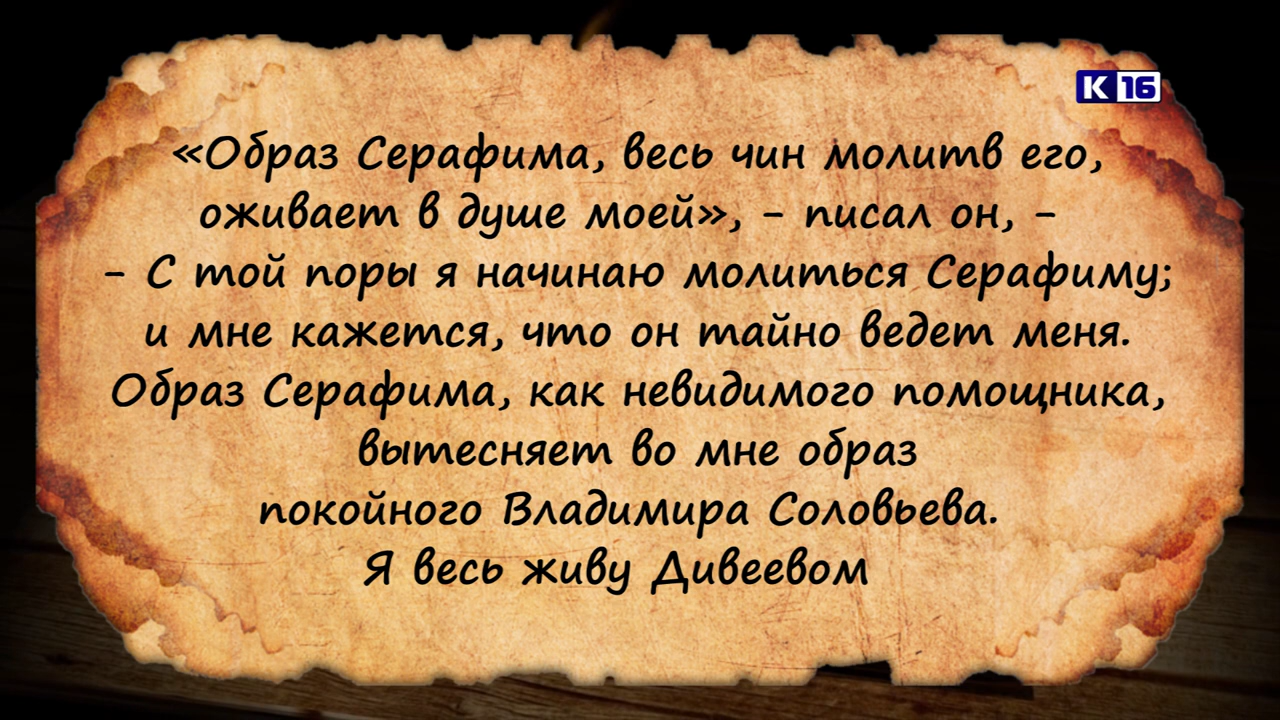 К 16
«Образ Серафима, весь чин молитв его,
оживает в душе моей», – писал он, –
– С той поры я начинаю молиться Серафиму;
и мне кажется, что он тайно ведет меня.
Образ Серафима, как невидимого помощника,
вытесняет во мне образ
покойного Владимира Соловьева.
Я весь живу Дивеевом